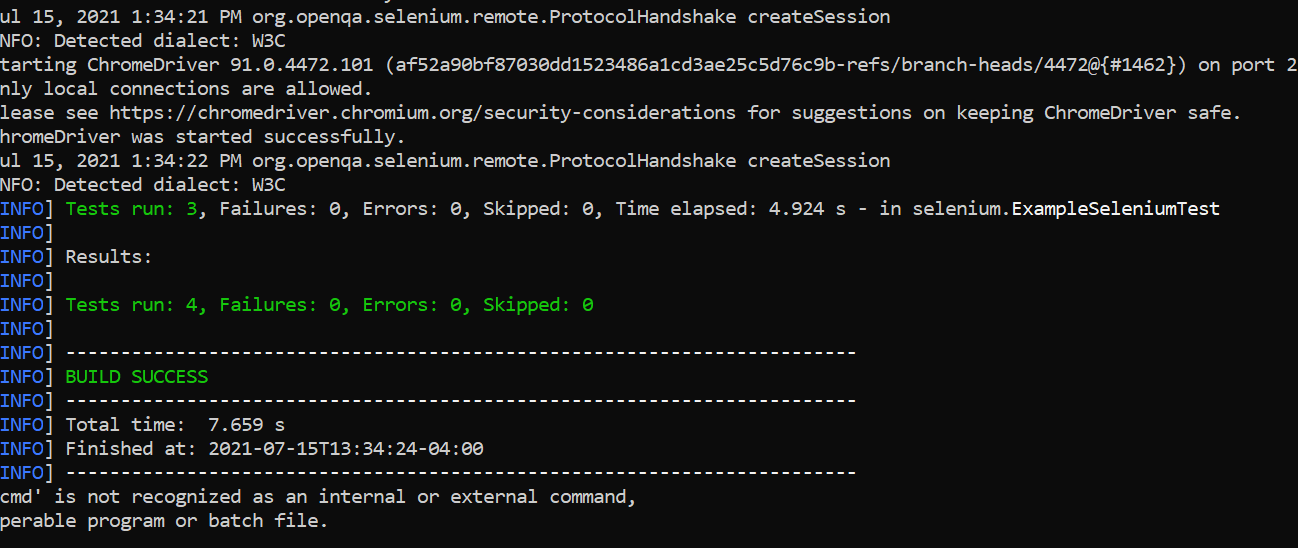 ul 15, 2021 1:34:21 PM org.openqa.selenium.remote.ProtocolHandshake createSession
NFO: Detected dialect: W3C
tarting ChromeDriver 91.0.4472.101 (af52a90bf87030dd1523486a1cd3ae25c5d76c9b-refs/branch-heads/4472@{#1462}) on port 2
nly local connections are allowed.
lease see https://chromedriver.chromium.org/security-considerations for suggestions on keeping ChromeDriver safe.
hromeDriver was started successfully.
ul 15, 2021 1:34:22 PM org.openqa.selenium.remote.ProtocolHandshake createSession
NFO: Detected dialect: W3C
INFO] Tests run: 3, Failures: 0, Errors: 0, Skipped: 0, Time elapsed: 4.924 s - in selenium.ExampleSeleniumTest
INFO]
INFO] Results:
INFO]
INFO] Tests run: 4, Failures: 0, Errors: 0, Skipped: 0
INFO]
INFO] ------------------------------------------------------------------------
INFO] BUILD SUCCESS
INFO] ------------------------------------------------------------------------
INFO] Total time:  7.659 s
INFO] Finished at: 2021-07-15T13:34:24-04:00
INFO] ------------------------------------------------------------------------
cmd' is not recognized as an internal or external command,
perable program or batch file.